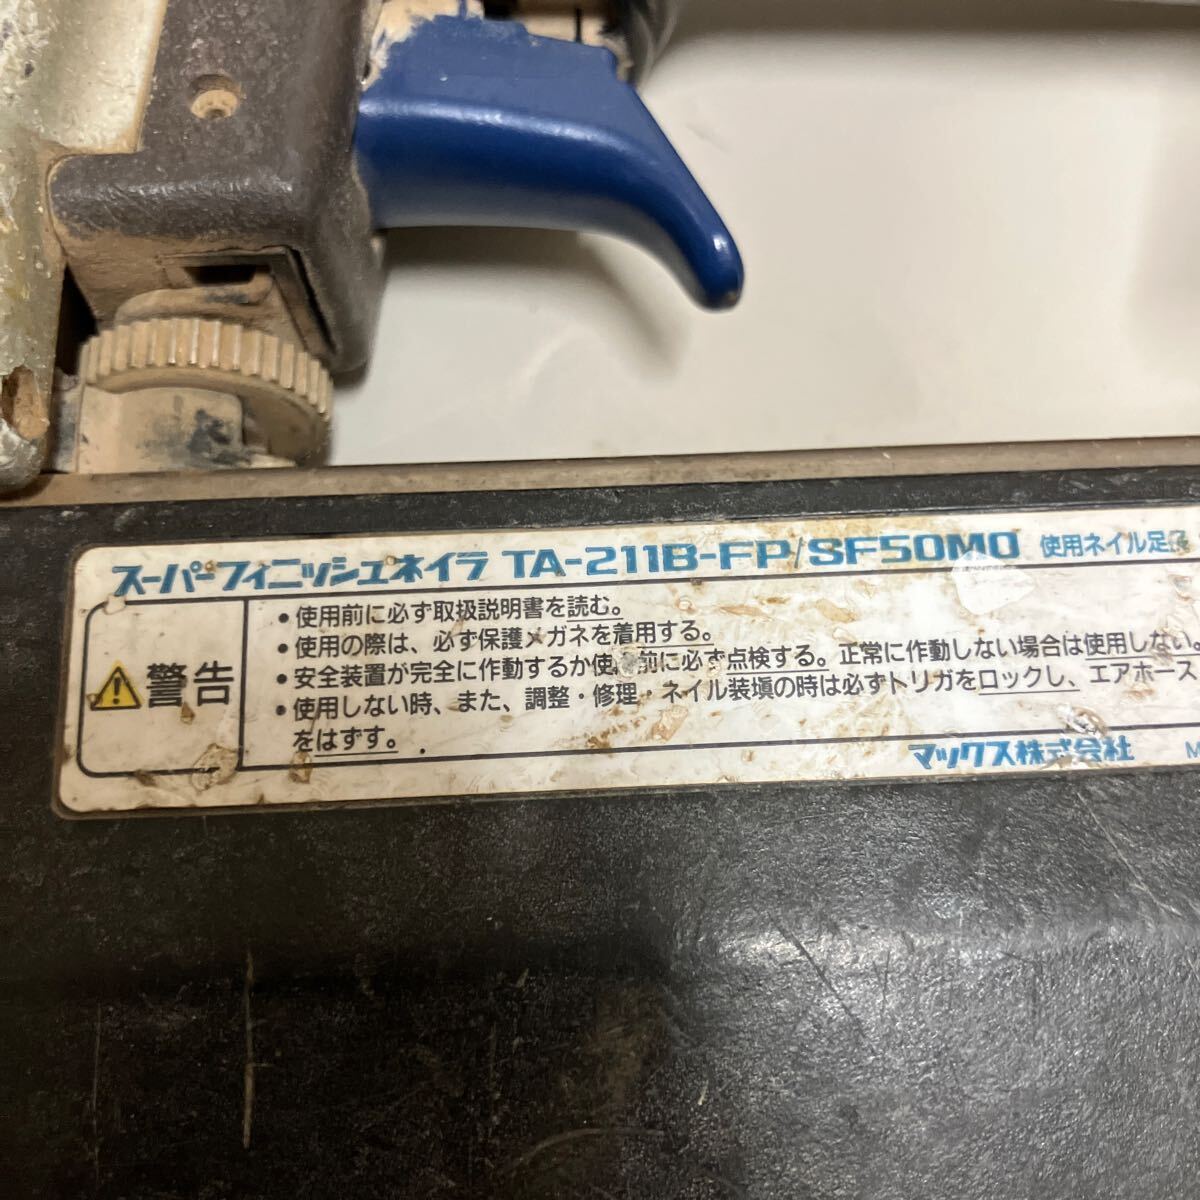 スーパーフィニッシュネイラ TA-211B-FP/SF50MO 使用ネイル足
警告
・使用前に必ず取扱説明書を読む。
・使用の際は、必ず保護メガネを着用する。
・安全装置が完全に作動するか使用前に必ず点検する。正常に作動しない場合は使用しない。
・使用しない時、また、調整・修理・ネイル装塡の時は必ずトリガをロックし、エアホース
をはずす。
マックス株式会社 M